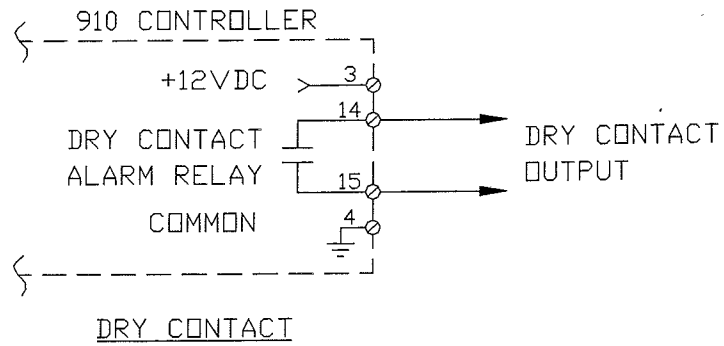 910 CONTROLLER
+12VDC
3
14
DRY CONTACT
ALARM RELAY
DRY CONTACT
OUTPUT
15
COMMON
4
DRY CONTACT